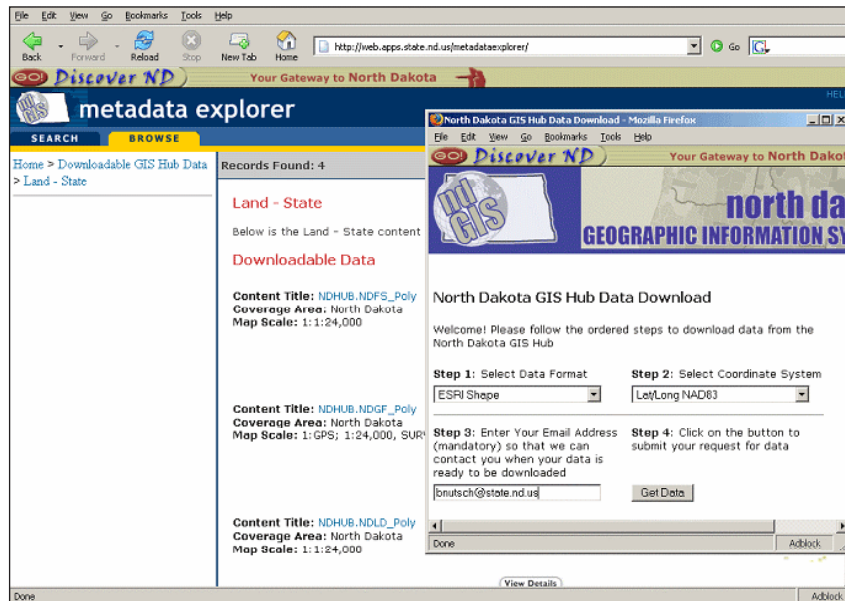 File Edit View Go Bookmarks Tools Help
Back Forward Reload Stop New Tab Home http://web.apps.state.nd.us/metadataexplorer/ Go G
GO! Discover ND Your Gateway to North Dakota
HEL
nd GIS metadata explorer
SEARCH BROWSE
Home > Downloadable GIS Hub Data
> Land - State
Records Found: 4
Land - State
Below is the Land - State content
Downloadable Data
Content Title: NDHUB.NDFS_Poly
Coverage Area: North Dakota
Map Scale: 1:1:24,000
Content Title: NDHUB.NDGF_Poly
Coverage Area: North Dakota
Map Scale: 1:GPS; 1:24,000, SURV
Content Title: NDHUB.NDLD_Poly
Coverage Area: North Dakota
Map Scale: 1:1:24,000
View Details
Done Adblock
North Dakota GIS Hub Data Download - Mozilla Firefox
File Edit View Go Bookmarks Tools Help
GO! Discover ND Your Gateway to North Dakot
nd GIS
north da
GEOGRAPHIC INFORMATION SY
North Dakota GIS Hub Data Download
Welcome! Please follow the ordered steps to download data from the
North Dakota GIS Hub
Step 1: Select Data Format
ESRI Shape
Step 2: Select Coordinate System
Lat/Long NAD83
Step 3: Enter Your Email Address
(mandatory) so that we can
contact you when your data is
ready to be downloaded
bnutsch@state.nd.us
Step 4: Click on the button to
submit your request for data
Get Data
Done Adblock